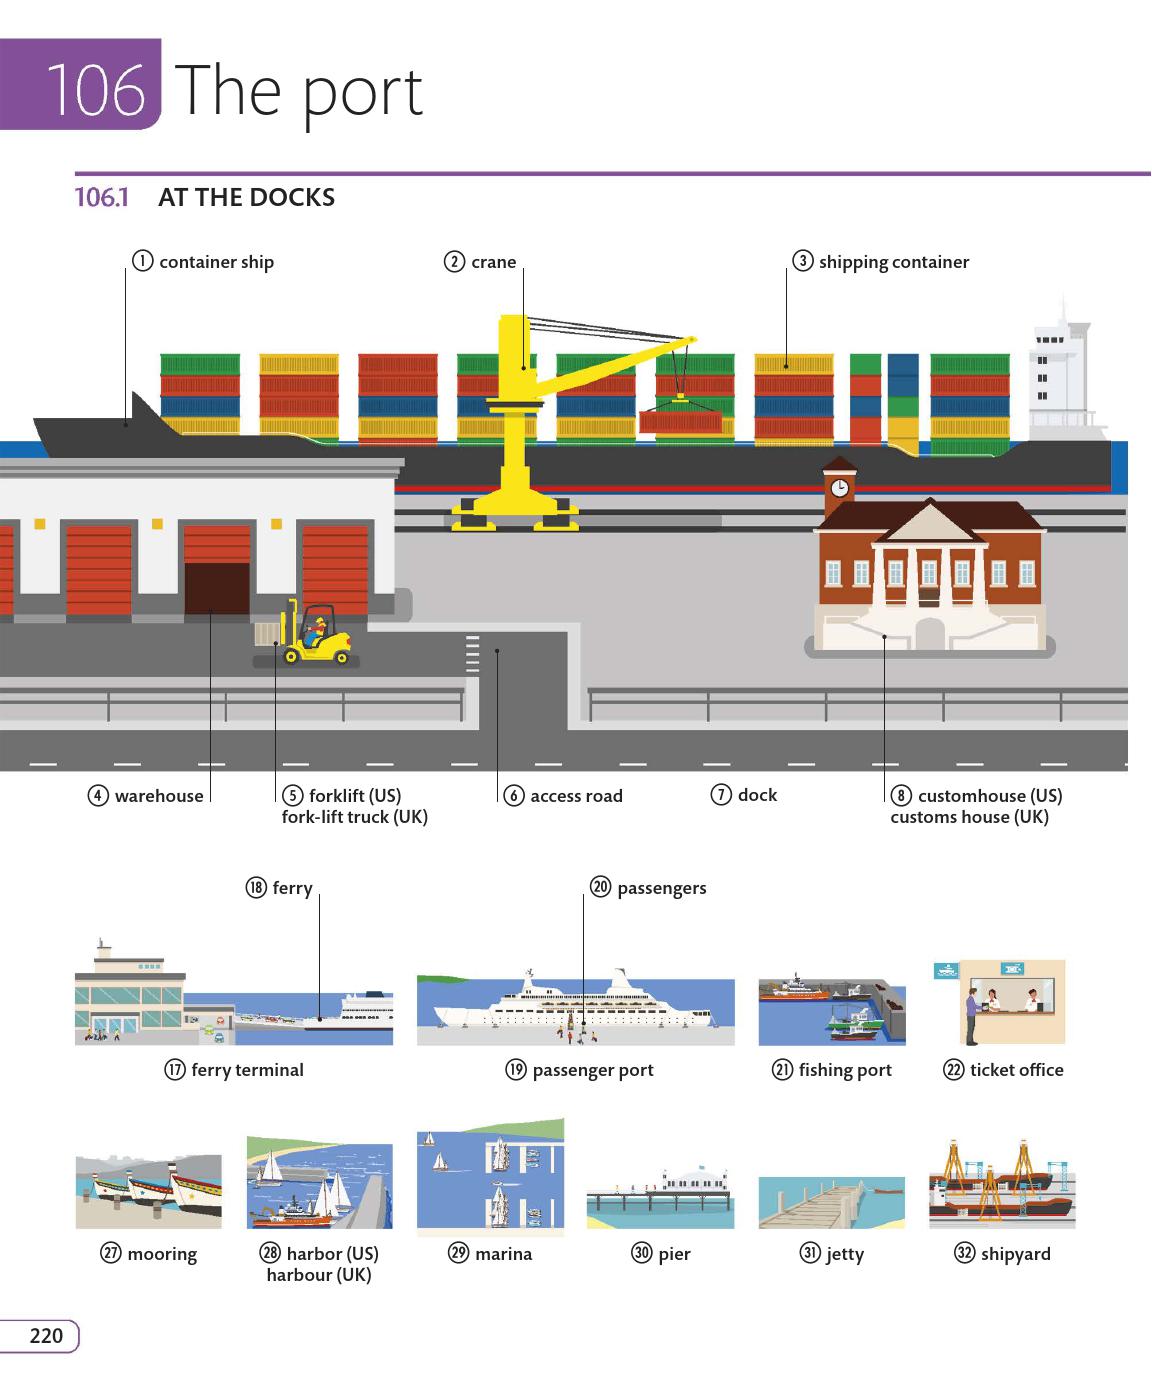 106 The port
106.1 AT THE DOCKS
1 container ship
2 crane
3 shipping container
4 warehouse
5 forklift (US)
fork-lift truck (UK)
6 access road
7 dock
8 customhouse (US)
customs house (UK)
18 ferry
20 passengers
17 ferry terminal
19 passenger port
21 fishing port
22 ticket office
27 mooring
28 harbor (US)
harbour (UK)
29 marina
30 pier
31 jetty
32 shipyard
220